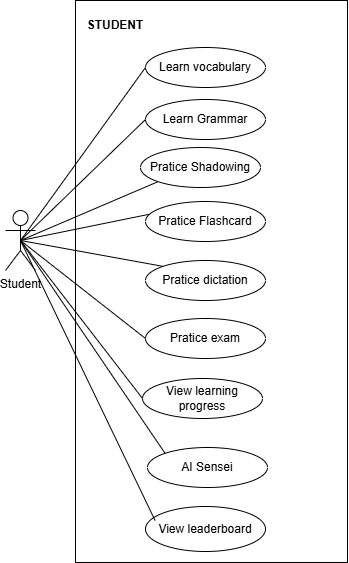 STUDENT
Learn vocabulary
Learn Grammar
Pratice Shadowing
Pratice Flashcard
Student
Pratice dictation
Pratice exam
View learning
progress
AI Sensei
View leaderboard